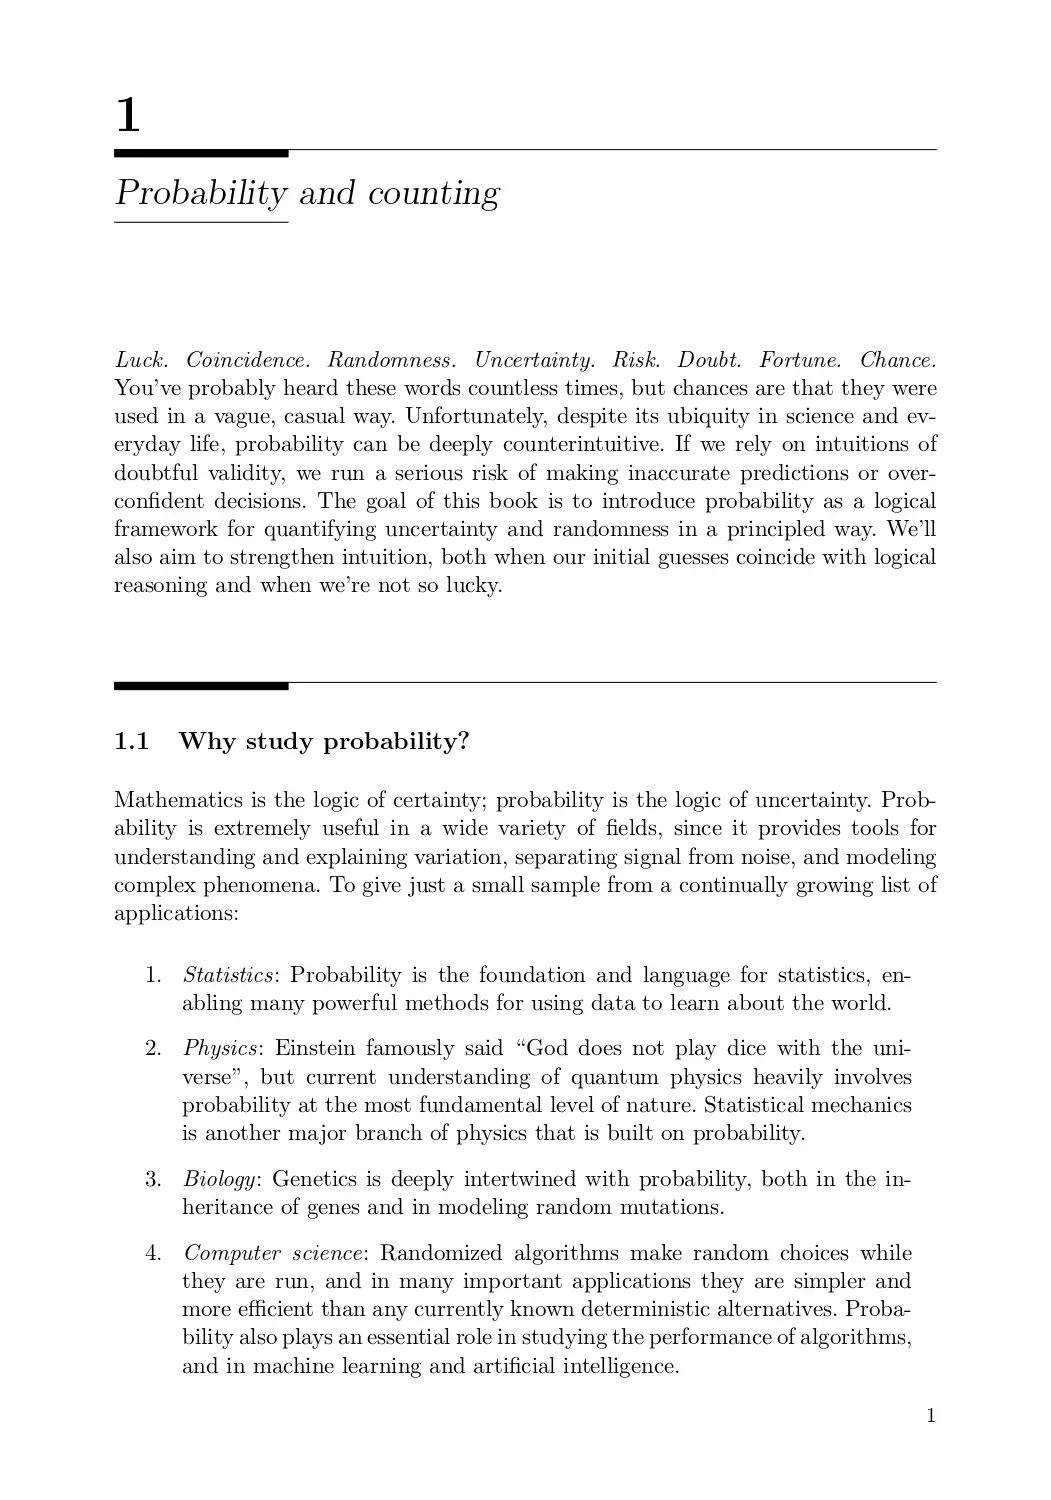 1
Probability and counting
Luck. Coincidence. Randomness. Uncertainty. Risk. Doubt. Fortune. Chance.
You’ve probably heard these words countless times, but chances are that they were
used in a vague, casual way. Unfortunately, despite its ubiquity in science and ev-
eryday life, probability can be deeply counterintuitive. If we rely on intuitions of
doubtful validity, we run a serious risk of making inaccurate predictions or over-
confident decisions. The goal of this book is to introduce probability as a logical
framework for quantifying uncertainty and randomness in a principled way. We’ll
also aim to strengthen intuition, both when our initial guesses coincide with logical
reasoning and when we’re not so lucky.
1.1 Why study probability?
Mathematics is the logic of certainty; probability is the logic of uncertainty. Prob-
ability is extremely useful in a wide variety of fields, since it provides tools for
understanding and explaining variation, separating signal from noise, and modeling
complex phenomena. To give just a small sample from a continually growing list of
applications:
1. Statistics: Probability is the foundation and language for statistics, en-
abling many powerful methods for using data to learn about the world.
2. Physics: Einstein famously said “God does not play dice with the uni-
verse”, but current understanding of quantum physics heavily involves
probability at the most fundamental level of nature. Statistical mechanics
is another major branch of physics that is built on probability.
3. Biology: Genetics is deeply intertwined with probability, both in the in-
heritance of genes and in modeling random mutations.
4. Computer science: Randomized algorithms make random choices while
they are run, and in many important applications they are simpler and
more efficient than any currently known deterministic alternatives. Proba-
bility also plays an essential role in studying the performance of algorithms,
and in machine learning and artificial intelligence.
1